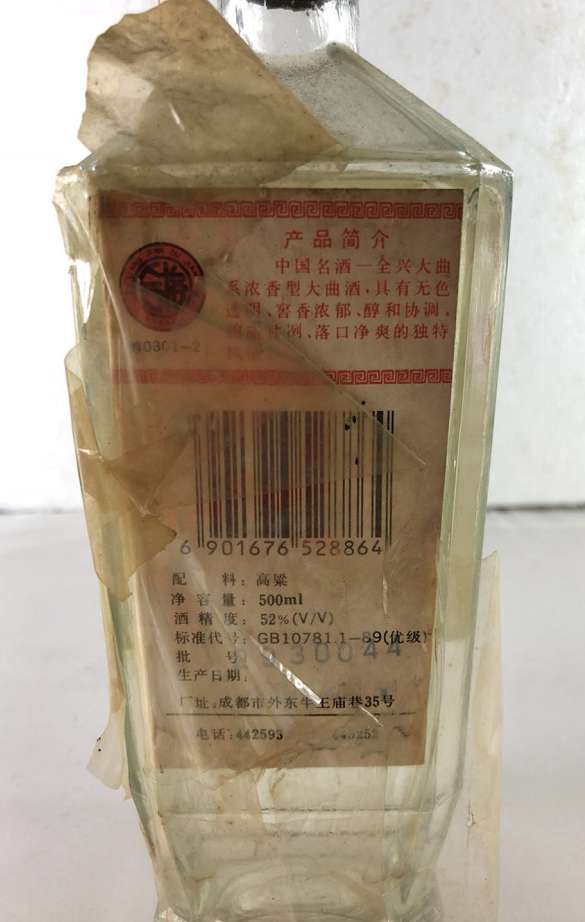 产品简介
中国名酒—全兴大曲
系浓香型大曲酒，具有无色
透明、窖香浓郁、醇和协调，
落口净爽的独特
6 901676 528864
配 料：高粱
净 容 量：500ml
酒 精 度：52%(V/V)
标准代号：GB10781.1-89(优级)
批 号：930044
生产日期：
厂址：成都市外东牛王庙巷35号
电话：442593